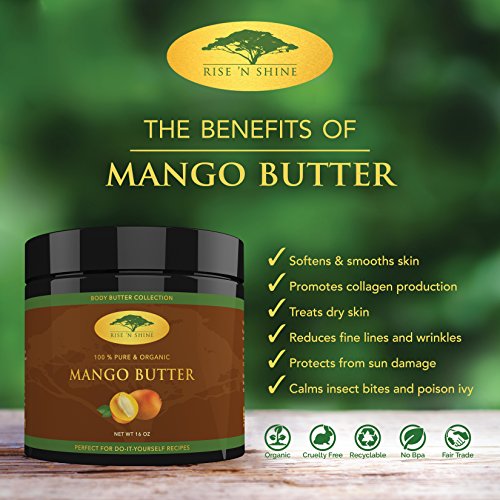 RISE 'N SHINE
THE BENEFITS OF
MANGO BUTTER
✓ Softens & smooths skin
✓ Promotes collagen production
✓ Treats dry skin
✓ Reduces fine lines and wrinkles
✓ Protects from sun damage
✓ Calms insect bites and poison ivy
BODY BUTTER COLLECTION
RISE 'N SHINE
100 % PURE & ORGANIC
MANGO BUTTER
NET WT 16 OZ
PERFECT FOR DO-IT-YOURSELF RECIPES
Organic Cruelty Free Recyclable No Bpa Fair Trade